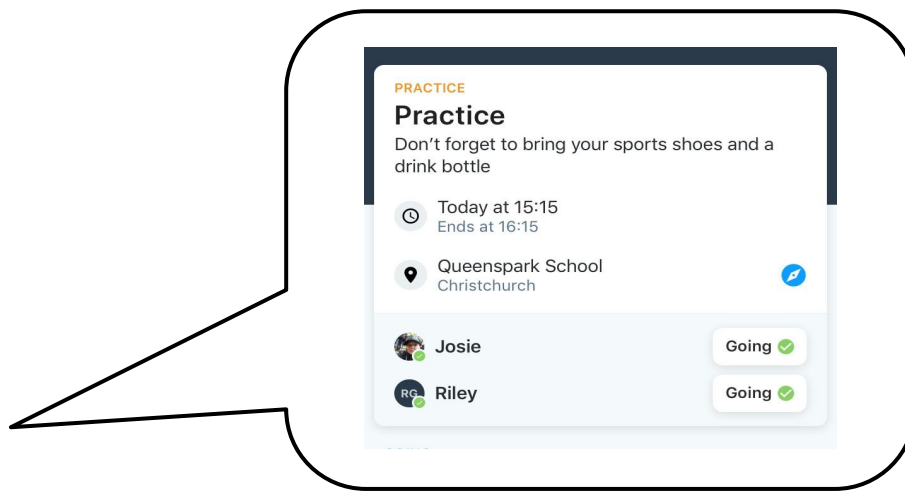 PRACTICE
Practice
Don't forget to bring your sports shoes and a
drink bottle
Today at 15:15
Ends at 16:15
Queenspark School
Christchurch
Josie
Going
RG
Riley
Going